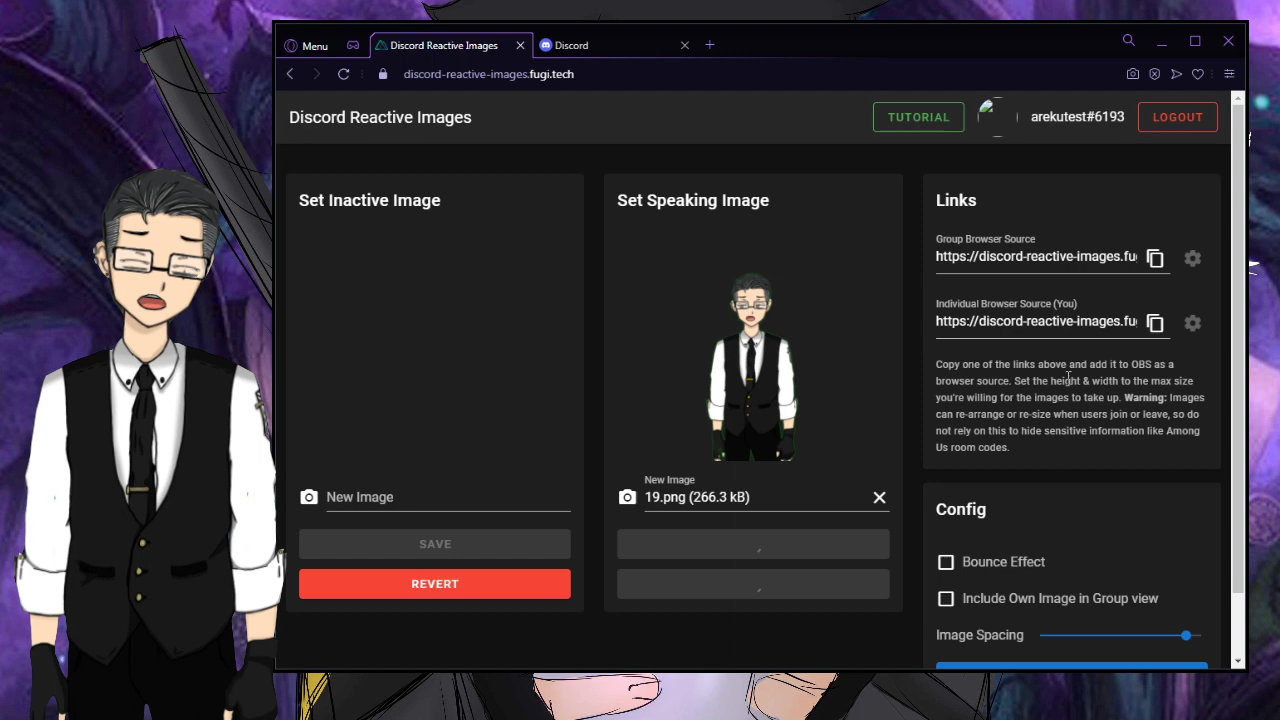 Menu
Discord Reactive Images
Discord
discord-reactive-images.fugi.tech
Discord Reactive Images
TUTORIAL
arekutest#6193
LOGOUT
Set Inactive Image
New Image
SAVE
REVERT
Set Speaking Image
New Image
19.png (266.3 kB)
Links
Group Browser Source
https://discord-reactive-images.fu
Individual Browser Source (You)
https://discord-reactive-images.fu
Copy one of the links above and add it to OBS as a
browser source. Set the height & width to the max size
you're willing for the images to take up. Warning: Images
can re-arrange or re-size when users join or leave, so do
not rely on this to hide sensitive information like Among
Us room codes.
Config
Bounce Effect
Include Own Image in Group view
Image Spacing